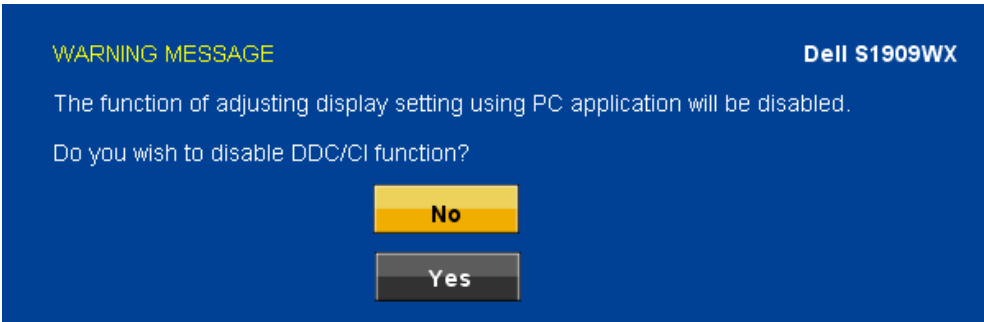 WARNING MESSAGE
Dell S1909WX
The function of adjusting display setting using PC application will be disabled.
Do you wish to disable DDC/CI function?
No
Yes